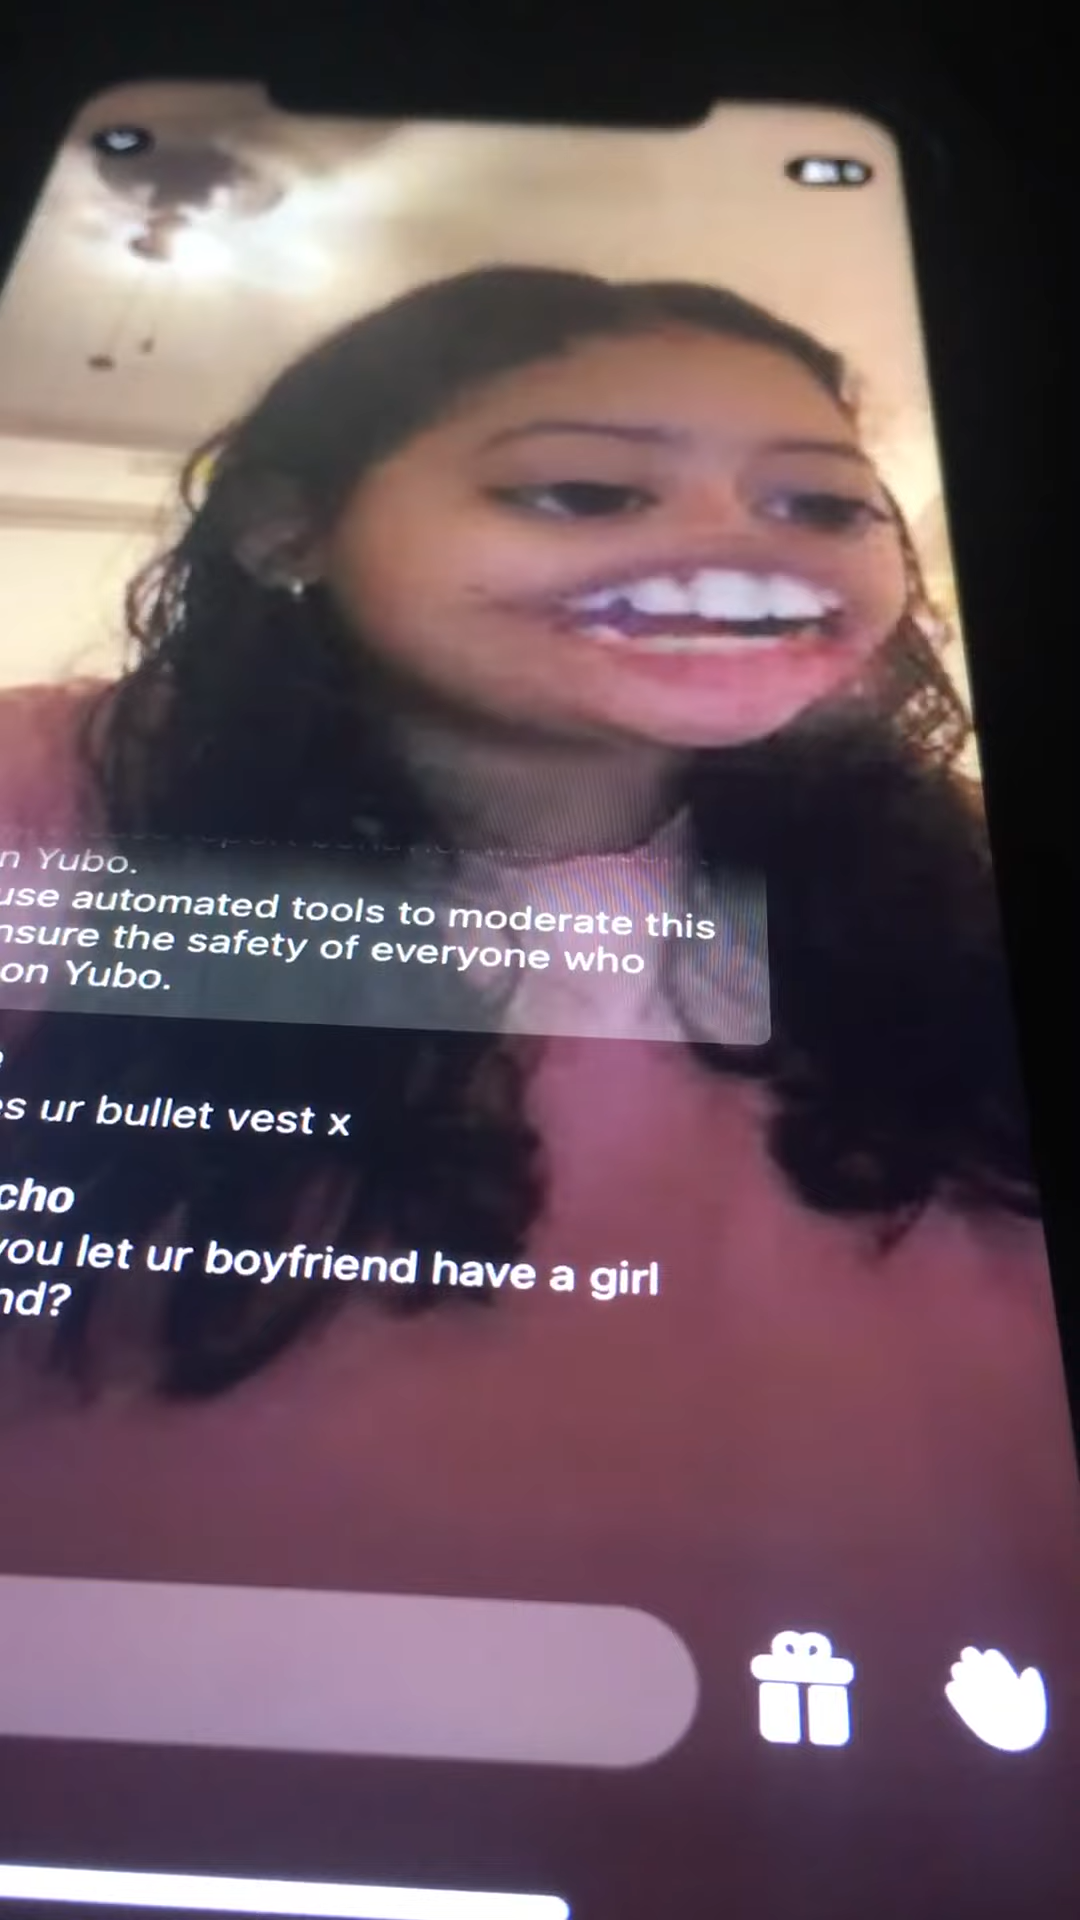 n Yubo.
use automated tools to moderate this
nsure the safety of everyone who
on Yubo.
s ur bullet vest x
cho
you let ur boyfriend have a girl
nd?